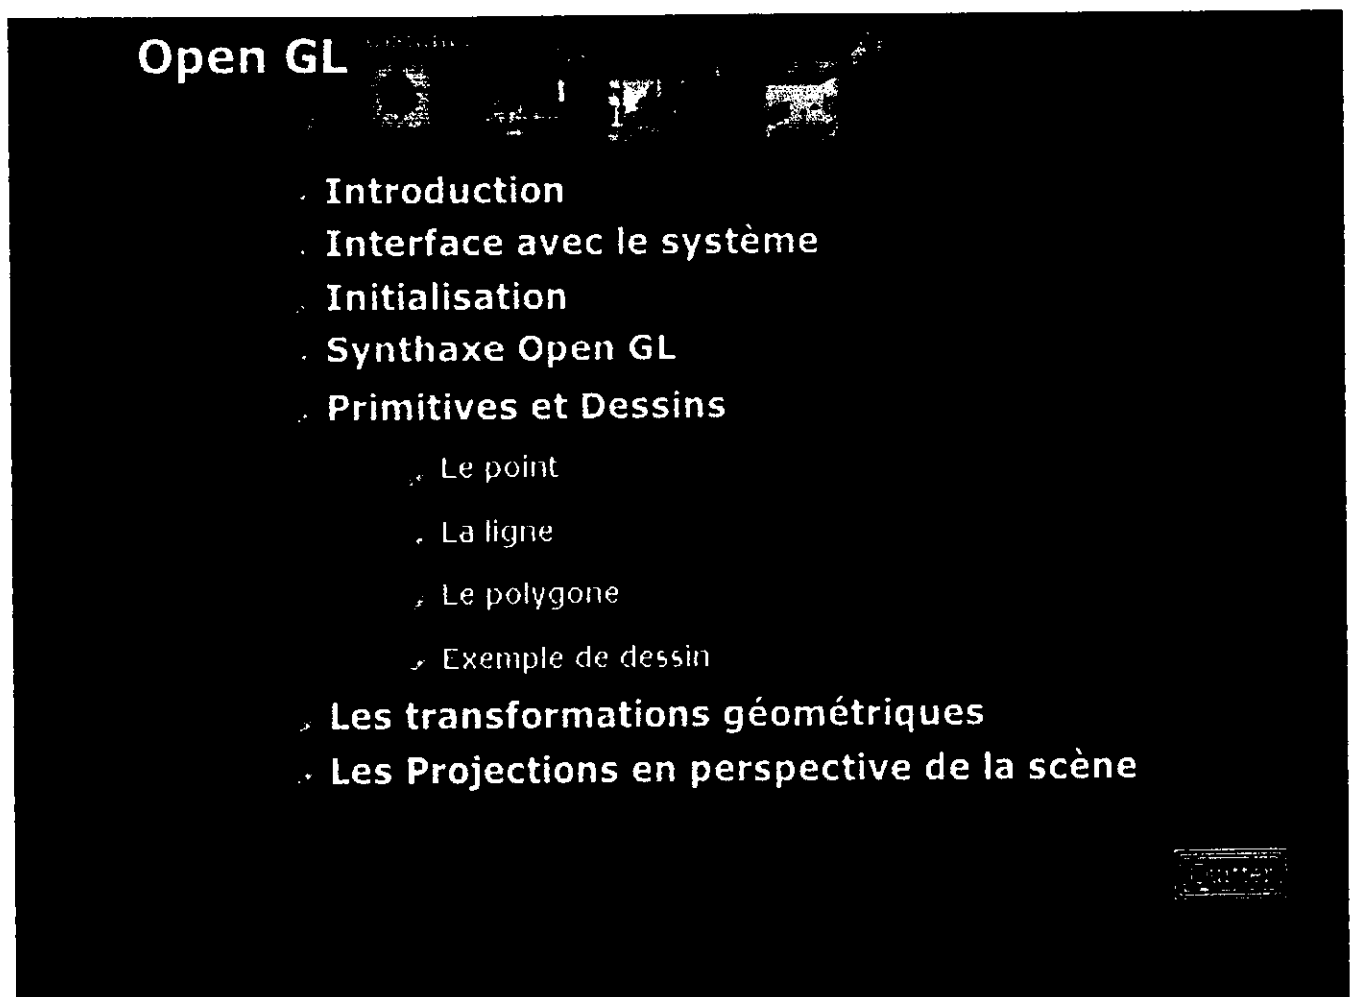 Open GL
Introduction
Interface avec le système
Initialisation
Synthaxe Open GL
Primitives et Dessins
Le point
La ligne
Le polygone
Exemple de dessin
Les transformations géométriques
Les Projections en perspective de la scène
Quitter